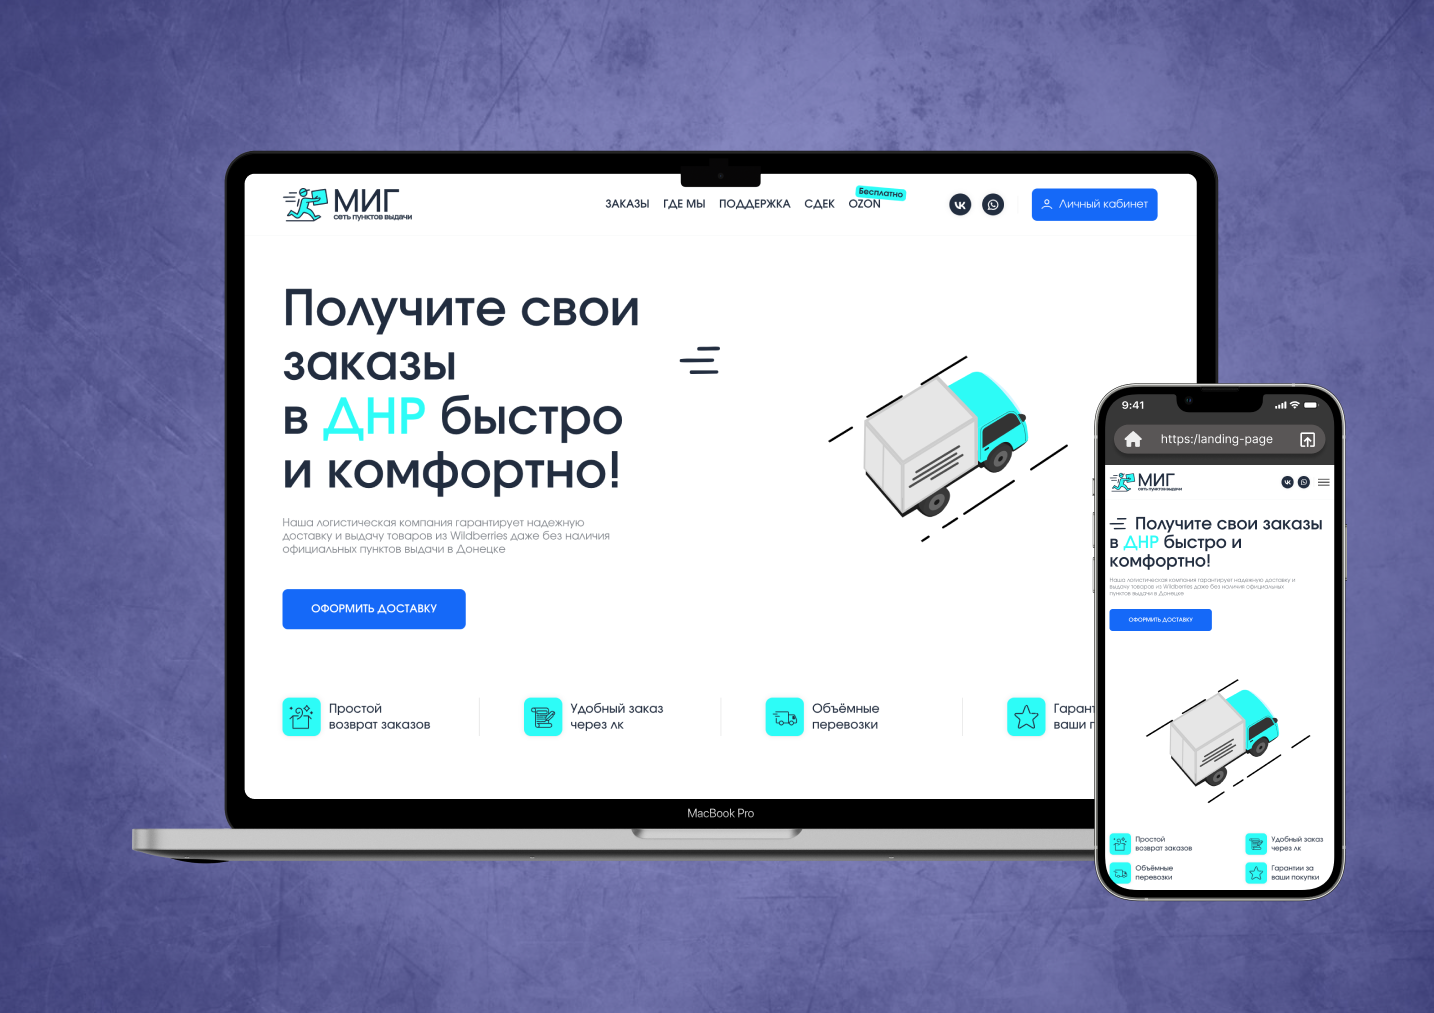 МИГ
сеть пунктов выдачи
ЗАКАЗЫ ГДЕ МЫ ПОДДЕРЖКА СДЕК OZON
Бесплатно
Личный кабинет
Получите свои
заказы
в ДНР быстро
и комфортно!
Наша логистическая компания гарантирует надежную
доставку и выдачу товаров из Wildberries даже без наличия
официальных пунктов выдачи в Донецке
ОФОРМИТЬ ДОСТАВКУ
Простой
возврат заказов
Удобный заказ
через лк
Объёмные
перевозки
Гарант
ваши п
MacBook Pro
9:41
https:/landing-page
МИГ
сеть пунктов выдачи
Получите свои заказы
в ДНР быстро и
комфортно!
Наша логистическая компания гарантирует надежную доставку и
выдачу товаров из Wildberries даже без наличие официальных
пунктов выдачи в Донецке
ОФОРМИТЬ ДОСТАВКУ
Простой
возврат заказов
Удобный заказ
через лк
Объёмные
перевозки
Гарантии за
ваши покупки